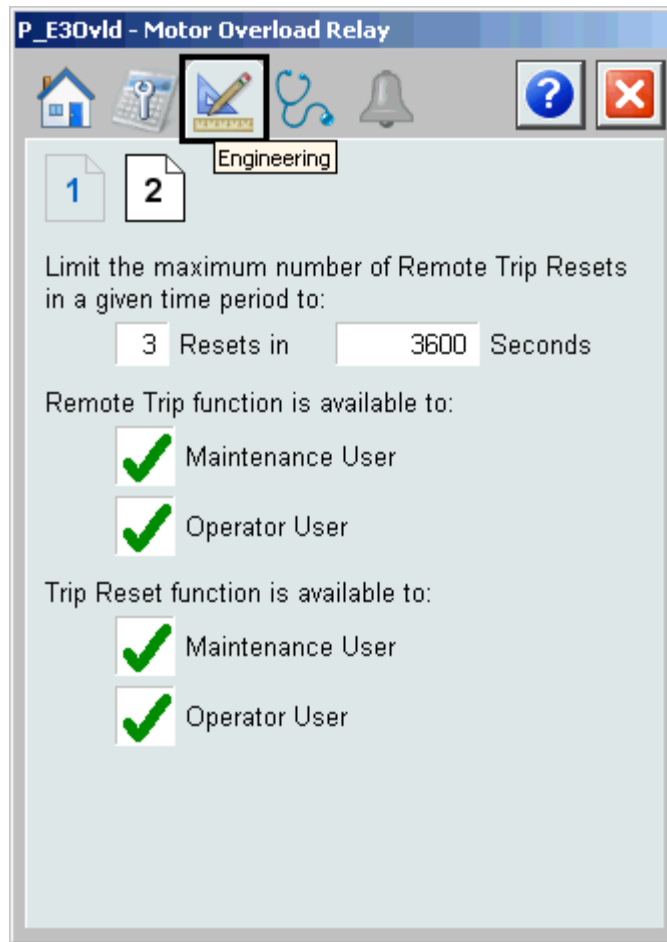 P_E3Ovld - Motor Overload Relay
?
Engineering
1 2
Limit the maximum number of Remote Trip Resets
in a given time period to:
3 Resets in 3600 Seconds
Remote Trip function is available to:
Maintenance User
Operator User
Trip Reset function is available to:
Maintenance User
Operator User